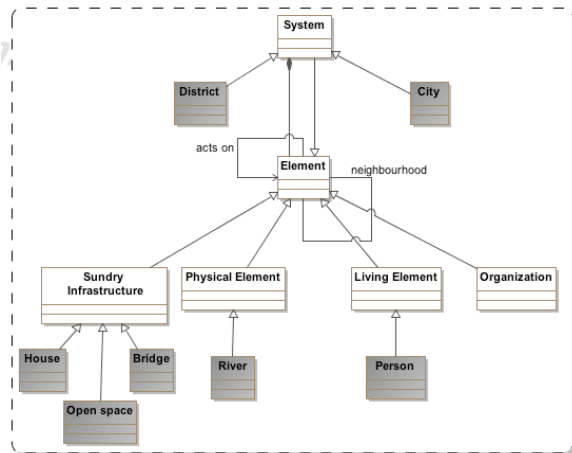 System
District
City
acts on
Element
neighbourhood
Sundry
Infrastructure
Physical Element
Living Element
Organization
House
Bridge
River
Person
Open space